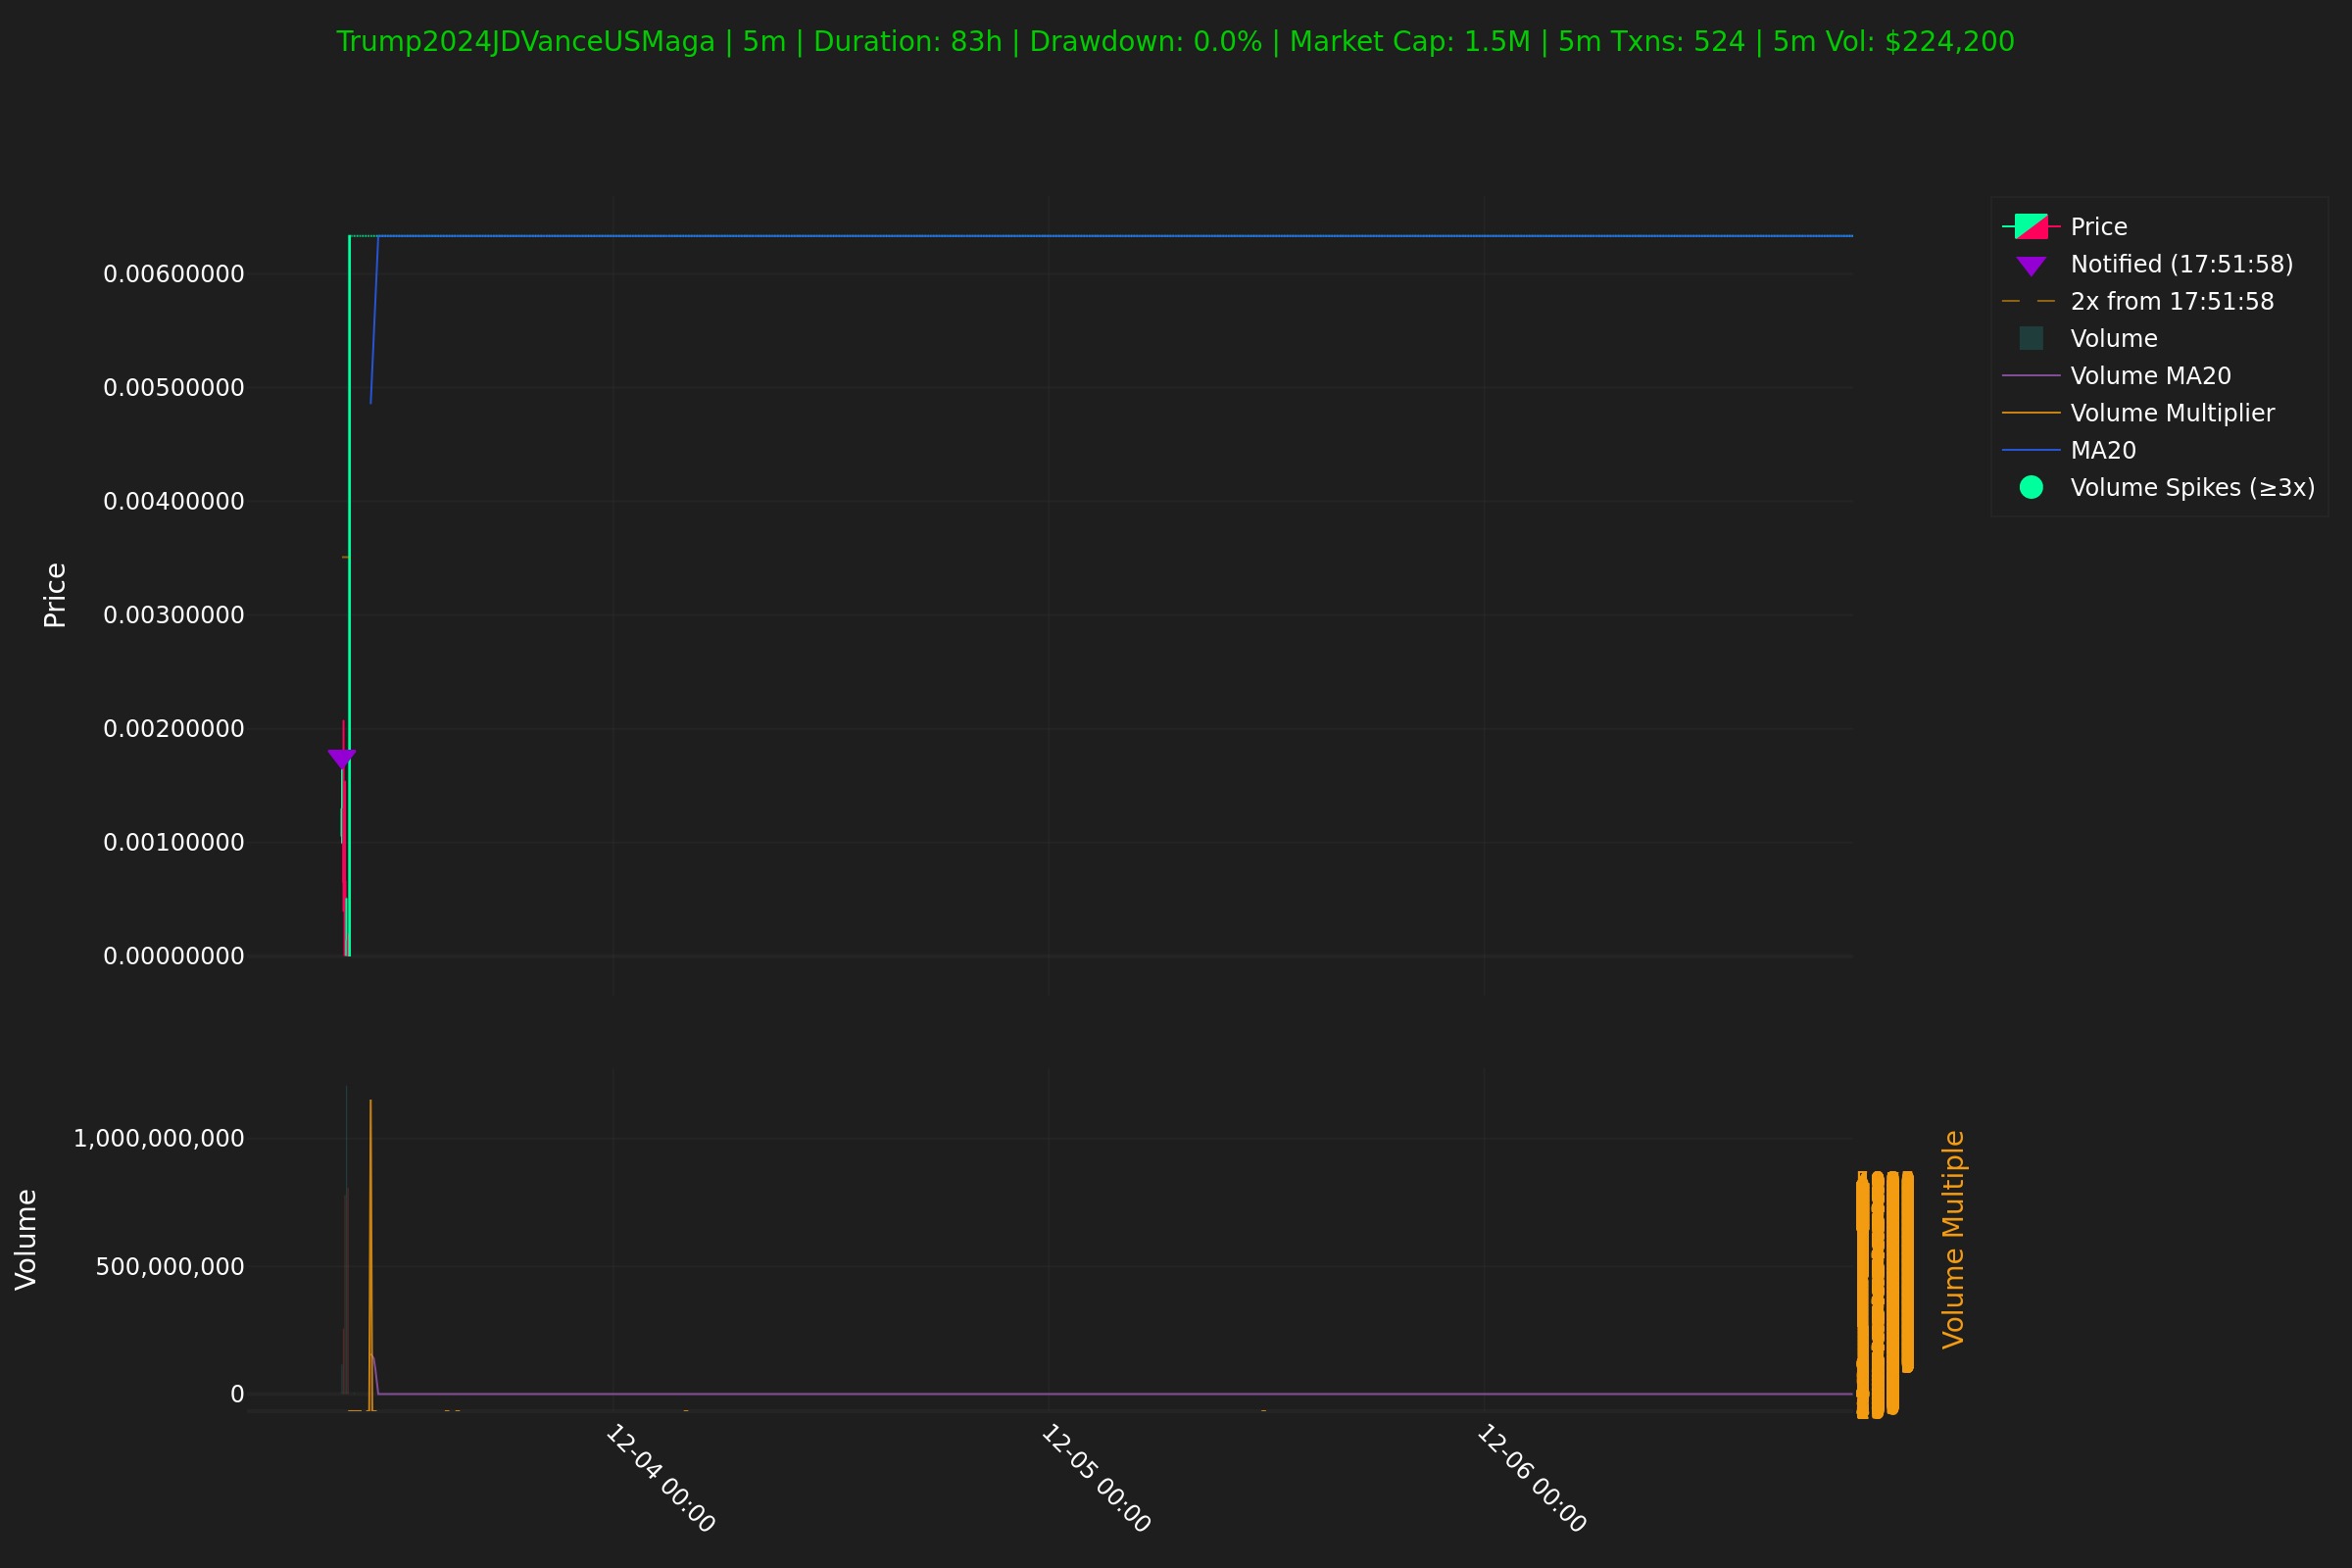 Trump2024JDVanceUSMaga | 5m | Duration: 83h | Drawdown: 0.0% | Market Cap: 1.5M | 5m Txns: 524 | 5m Vol: $224,200
Price
Notified (17:51:58)
2x from 17:51:58
Volume
Volume MA20
Volume Multiplier
MA20
Volume Spikes (≥3x)
Price
0.00600000
0.00500000
0.00400000
0.00300000
0.00200000
0.00100000
0.00000000
Volume
1,000,000,000
500,000,000
0
Volume Multiple
12-04 00:00
12-05 00:00
12-06 00:00